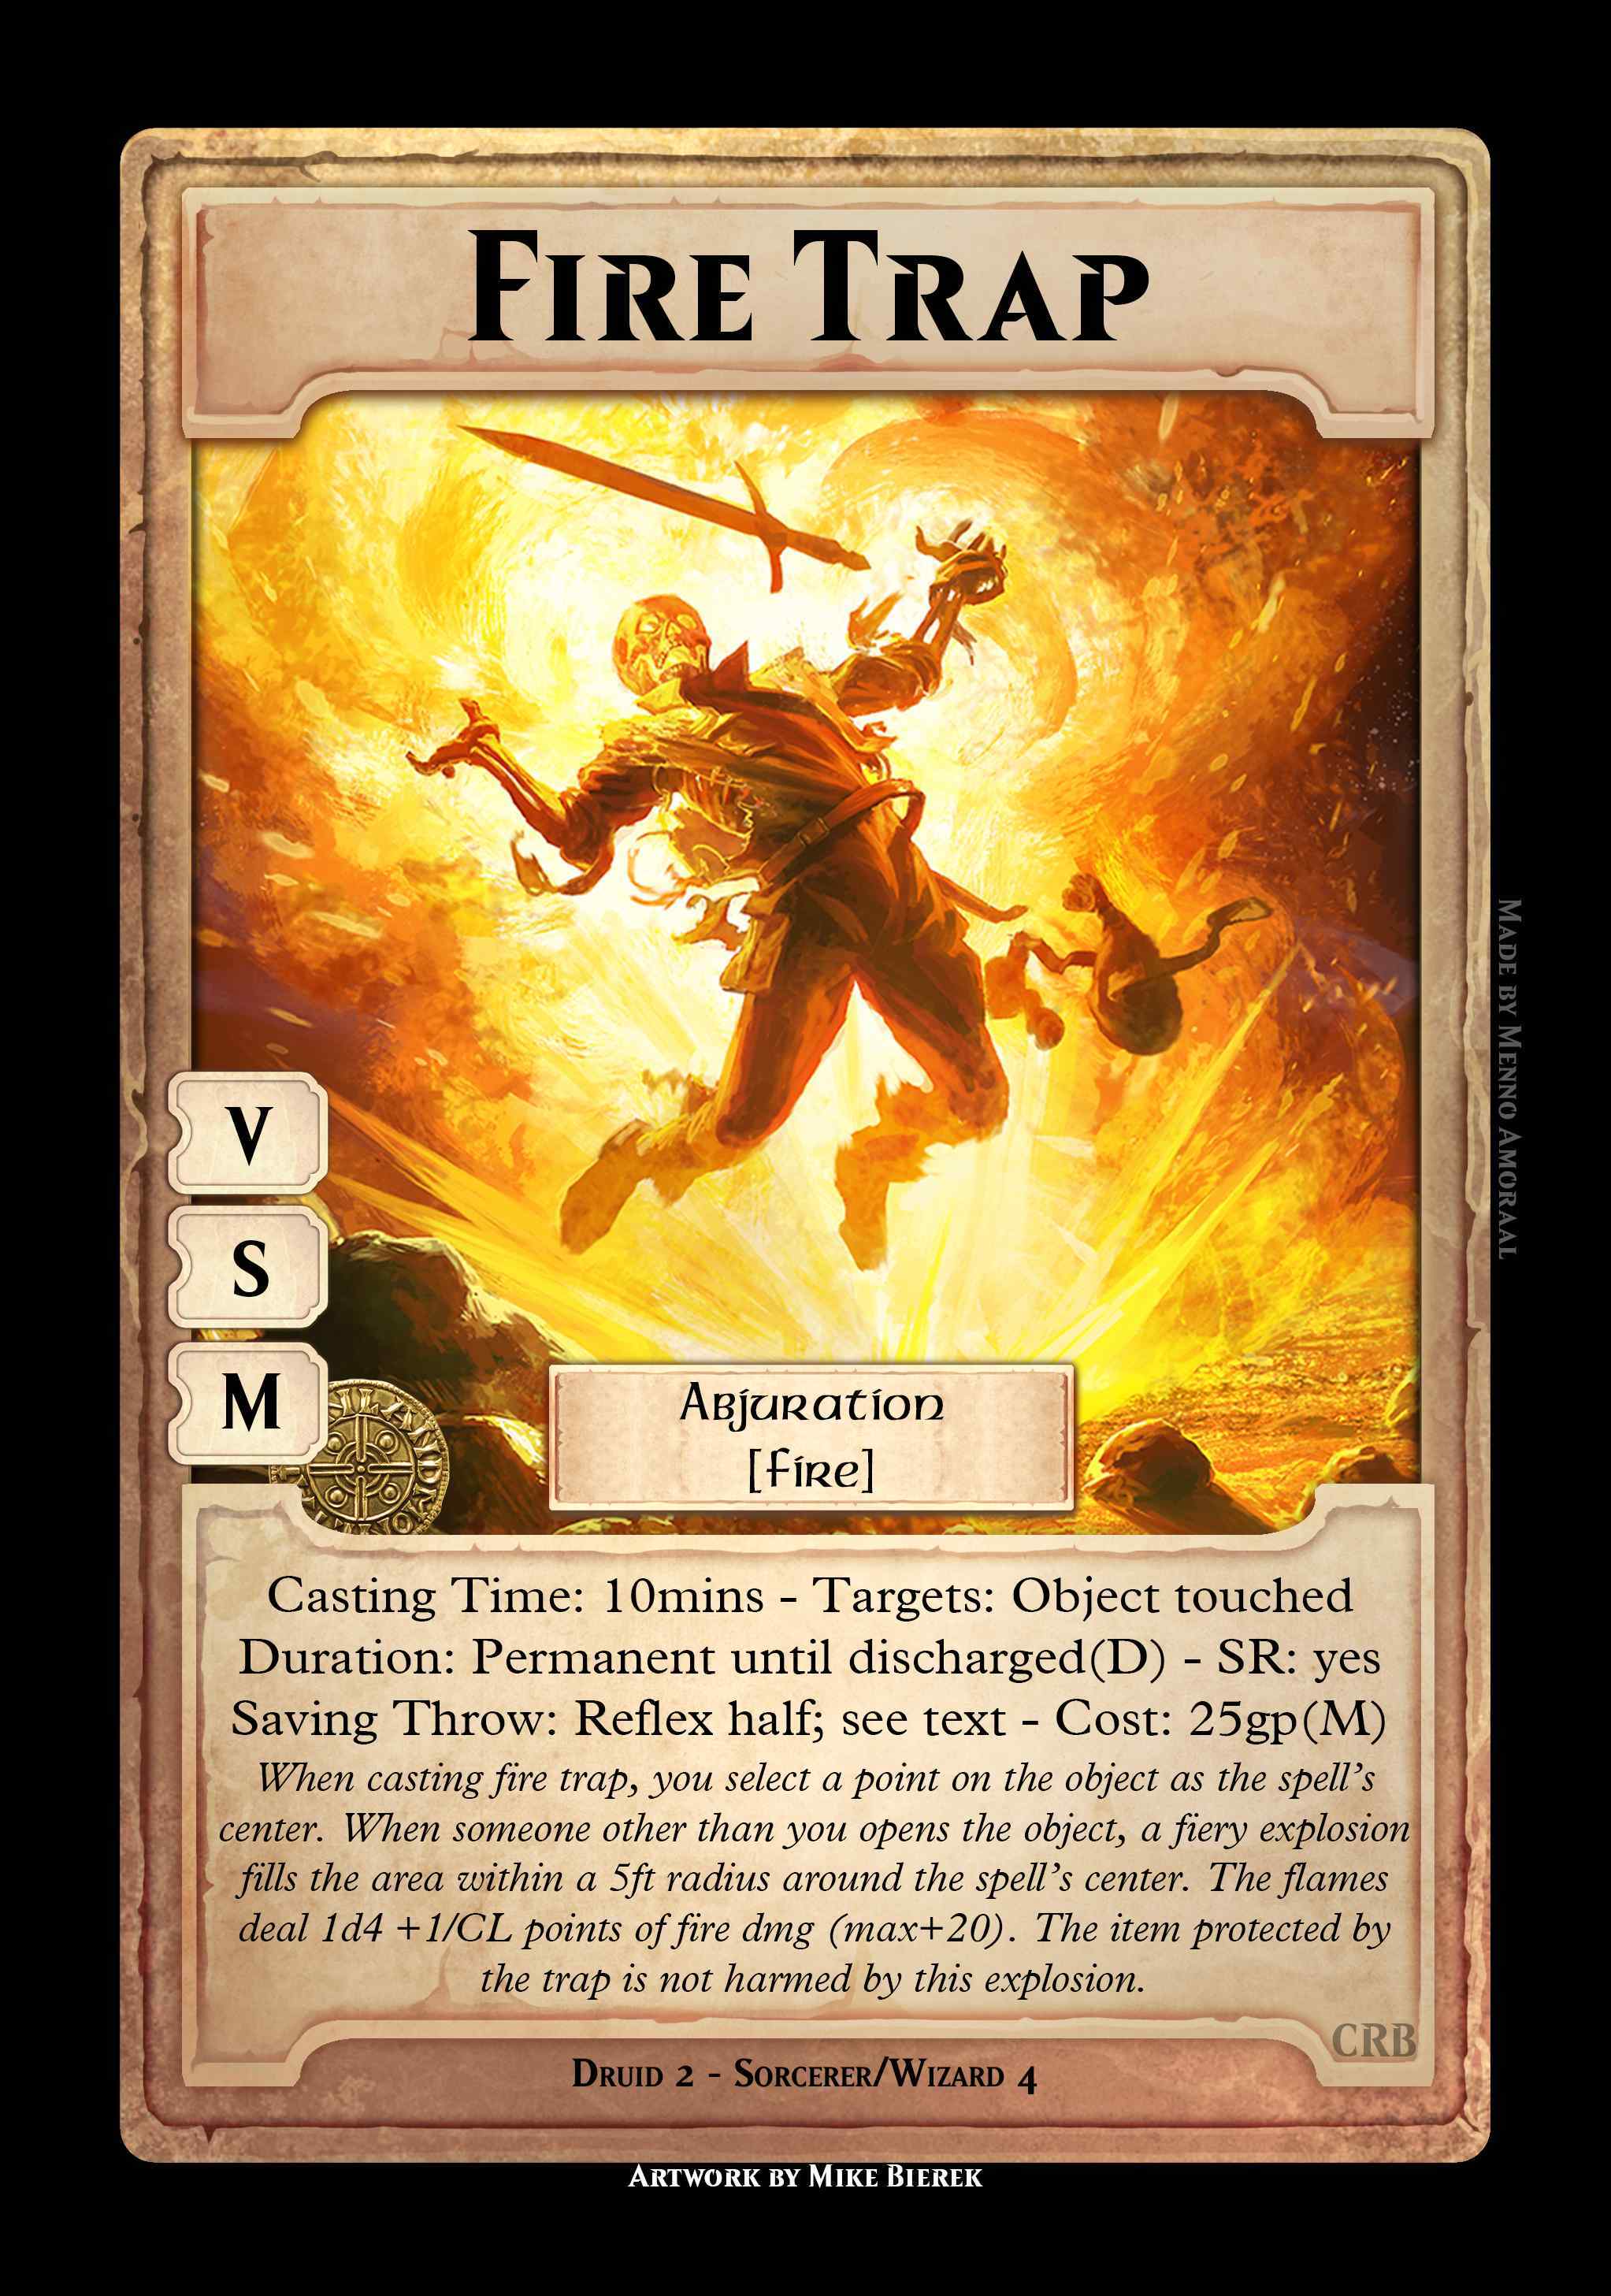 Fire Trap
V
S
M
Abjuration
[Fire]
Casting Time: 10mins - Targets: Object touched
Duration: Permanent until discharged(D) - SR: yes
Saving Throw: Reflex half; see text - Cost: 25gp(M)
When casting fire trap, you select a point on the object as the spell's
center. When someone other than you opens the object, a fiery explosion
fills the area within a 5ft radius around the spell's center. The flames
deal 1d4 +1/CL points of fire dmg (max+20). The item protected by
the trap is not harmed by this explosion.
CRB
Druid 2 - Sorcerer/Wizard 4
Artwork by Mike Bierek
Made by Menno Amoraal